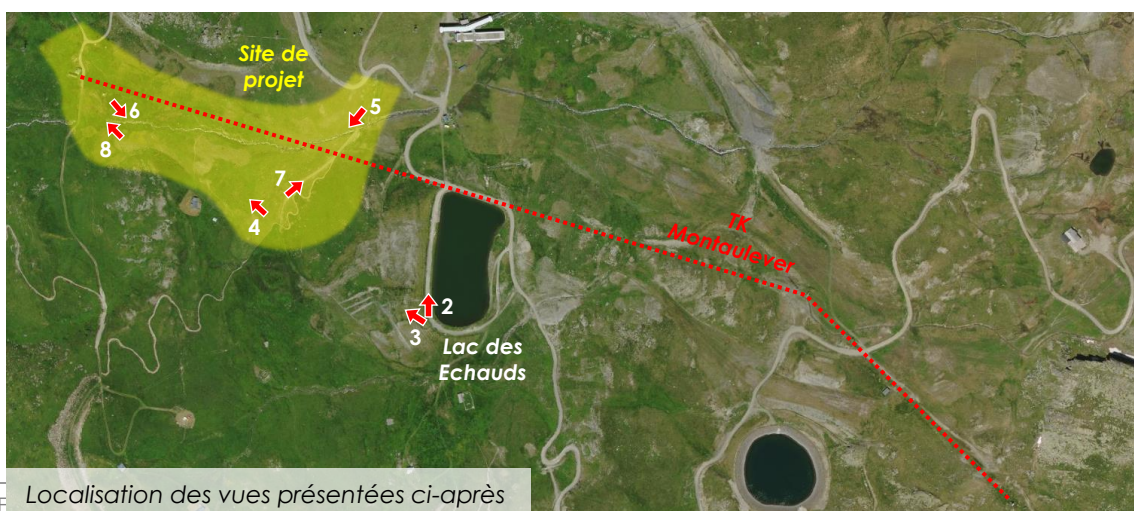 Site de
projet
5
6
8
7
4
TK
Montaulever
2
3
Lac des
Echauds
Localisation des vues présentées ci-après